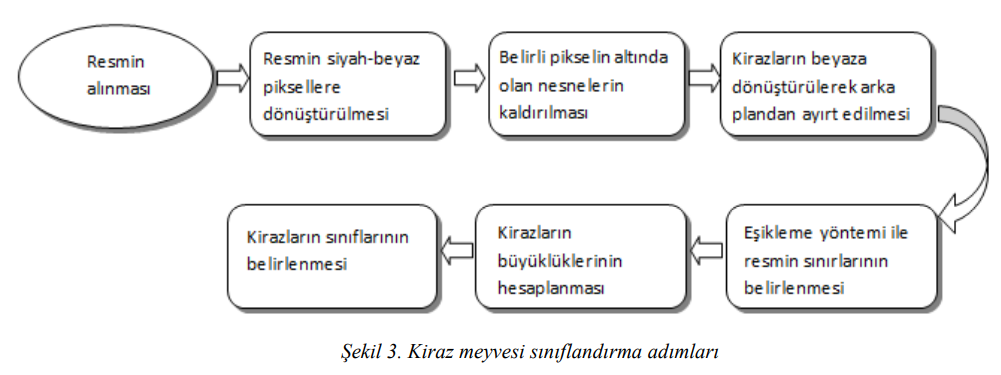 Resmin
alınması
Resmin siyah-beyaz
piksellere
dönüştürülmesi
Belirli pikselin altında
olan nesnelerin
kaldırılması
Kirazların beyaza
dönüştürülerek arka
plandan ayırt edilmesi
Eşikleme yöntemi ile
resmin sınırlarının
belirlenmesi
Kirazların
büyüklüklerinin
hesaplanması
Kirazların sınıflarının
belirlenmesi
Şekil 3. Kiraz meyvesi sınıflandırma adımları